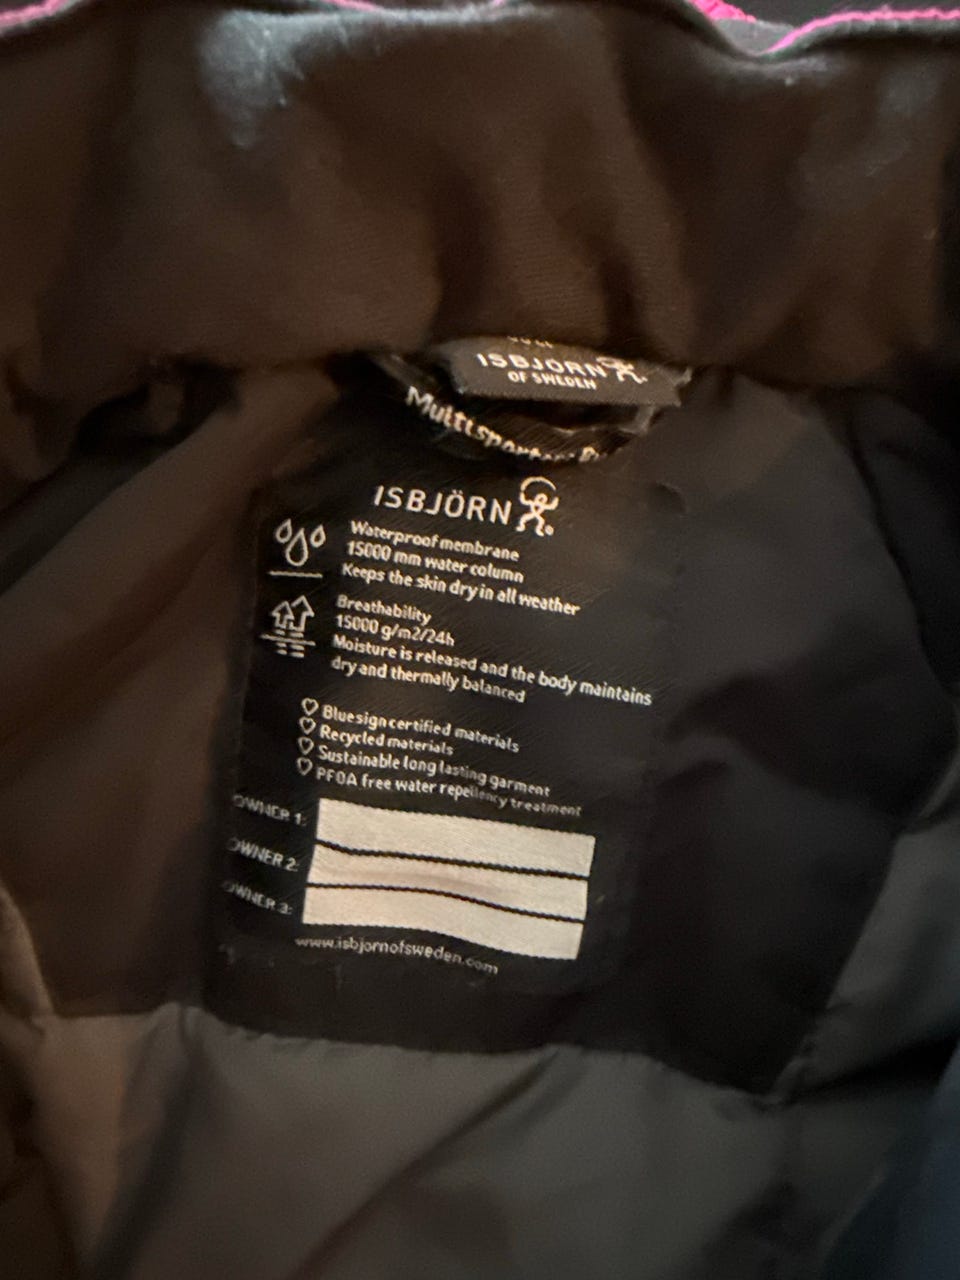 ISBJÖRN
OF SWEDEN
Multisport
ISBJÖRN
Waterproof membrane
15000 mm water column
Keeps the skin dry in all weather
Breathability
15000 g/m2/24h
Moisture is released and the body maintains
dry and thermally balanced
Bluesign certified materials
Recycled materials
Sustainable long lasting garment
PFOA free water repellency treatment
OWNER 1:
OWNER 2:
OWNER 3:
www.isbjornofsweden.com